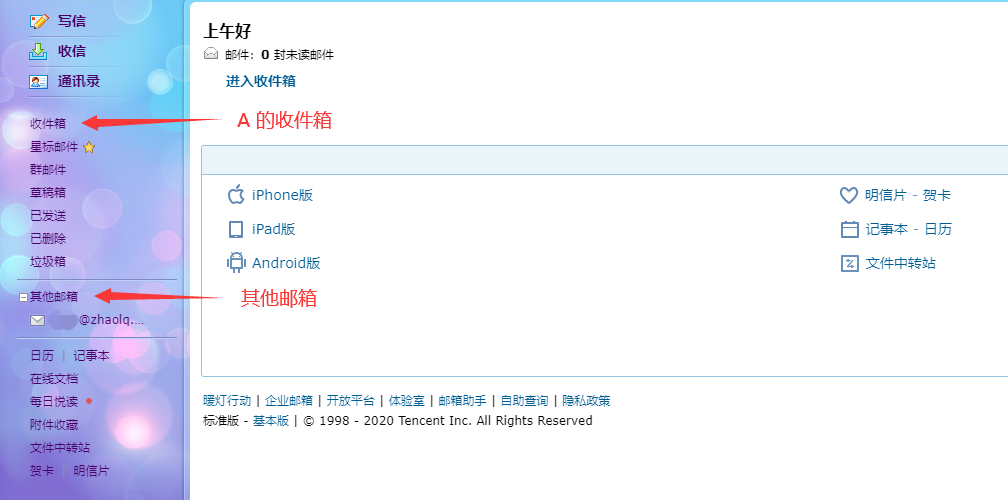 写信
收信
通讯录
收件箱
星标邮件
群邮件
草稿箱
已发送
已删除
垃圾箱
其他邮箱
@zhaolq....
日历 | 记事本
在线文档
每日悦读
附件收藏
文件中转站
贺卡 | 明信片
上午好
邮件: 0 封未读邮件
进入收件箱
A 的收件箱
iPhone版
明信片 - 贺卡
iPad版
记事本 - 日历
Android版
文件中转站
其他邮箱
暖灯行动 | 企业邮箱 | 开放平台 | 体验室 | 邮箱助手 | 自助查询 | 隐私政策
标准版 - 基本版 | © 1998 - 2020 Tencent Inc. All Rights Reserved